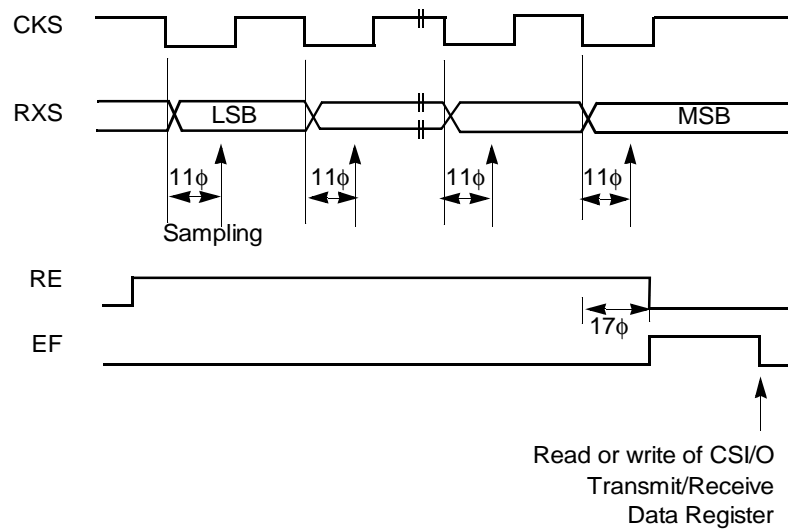 CKS
RXS
LSB
MSB
11ϕ
11ϕ
11ϕ
11ϕ
Sampling
RE
17ϕ
EF
Read or write of CSI/O
Transmit/Receive
Data Register